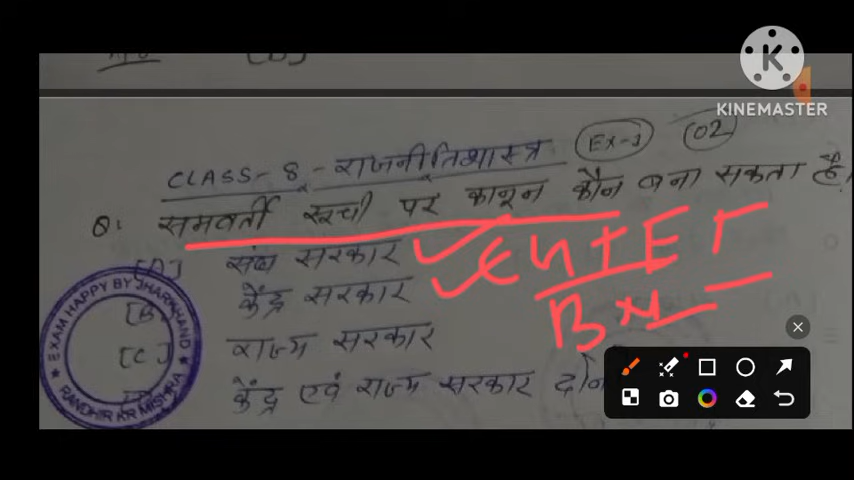 [D]
KINEMASTER
CLASS-8-राजनीतिशास्त्र EX-1 02
Q: समवर्ती सूची पर कानून कौन बना सकता है।
[A] संघ सरकार
[B] केंद्र सरकार
[C] राज्य सरकार
केंद्र एवं राज्य सरकार
EXAM HAPPY BY JHARKHAND
RANDHIR KR MISHRA